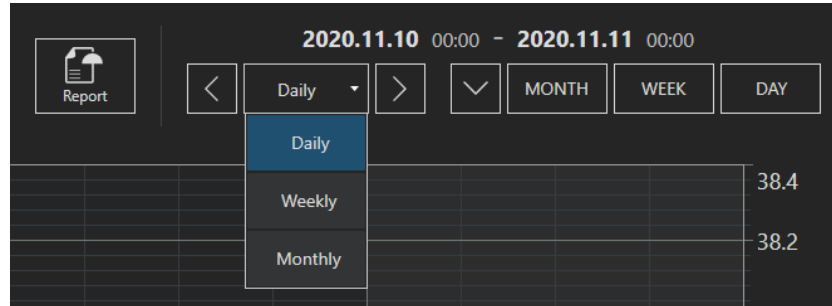 2020.11.10 00:00 - 2020.11.11 00:00
Report
Daily
MONTH
WEEK
DAY
Daily
Weekly
Monthly
38.4
38.2